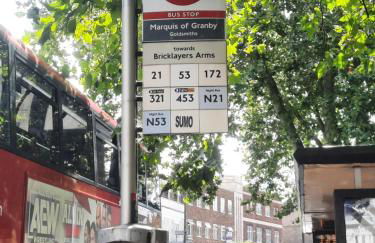 BUS STOP
Marquis of Granby
Goldsmiths
towards
Bricklayers Arms
21 53 172
321 453 N21
N53 SUMO